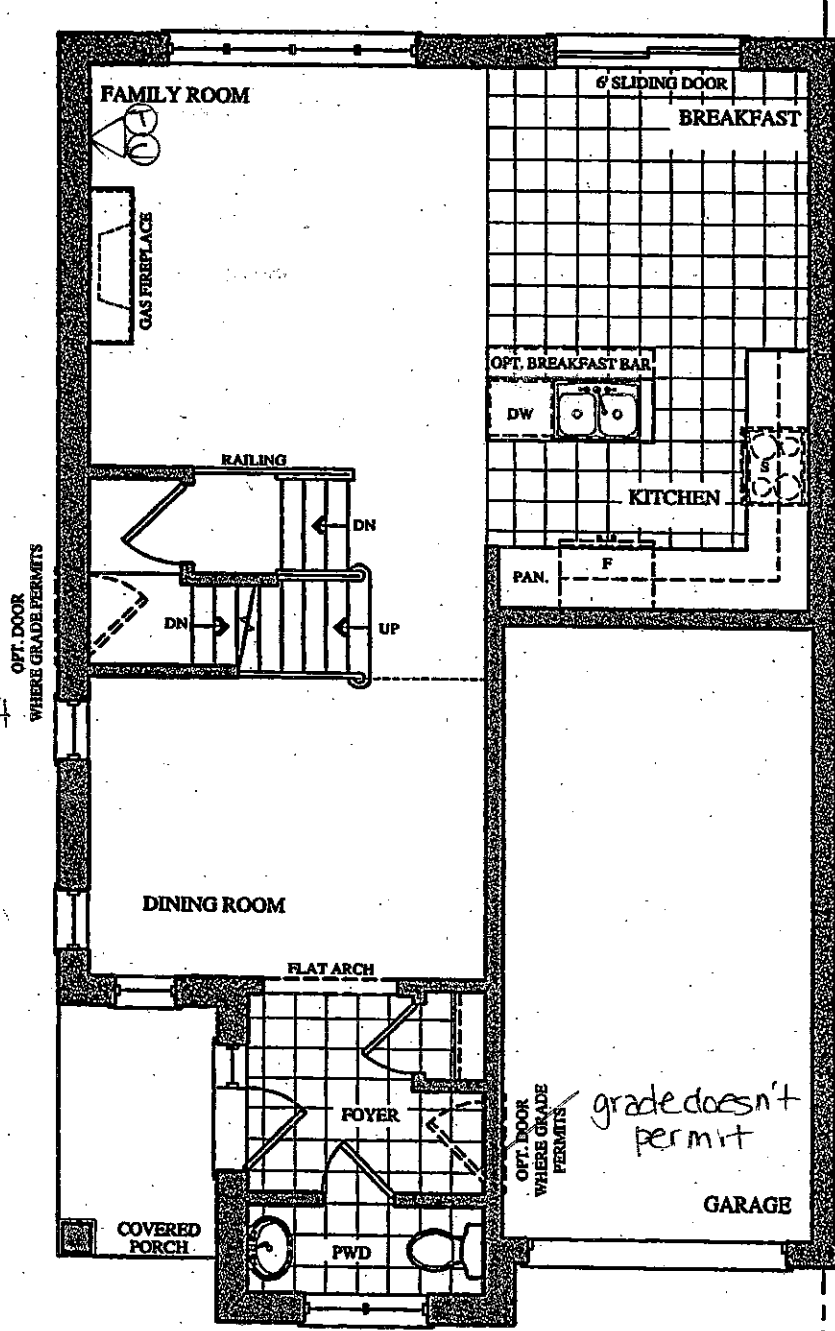 6' SLIDING DOOR
FAMILY ROOM
BREAKFAST
GAS FIREPLACE
OPT. BREAKFAST BAR
DW
S
RAILING
KITCHEN
DN
PAN.
F
OPT. DOOR
WHERE GRADE PERMITS
DN
UP
DINING ROOM
FLAT ARCH
FOYER
OPT. DOOR
WHERE GRADE
PERMITS
grade doesn't
permit
GARAGE
COVERED
PORCH
PWD